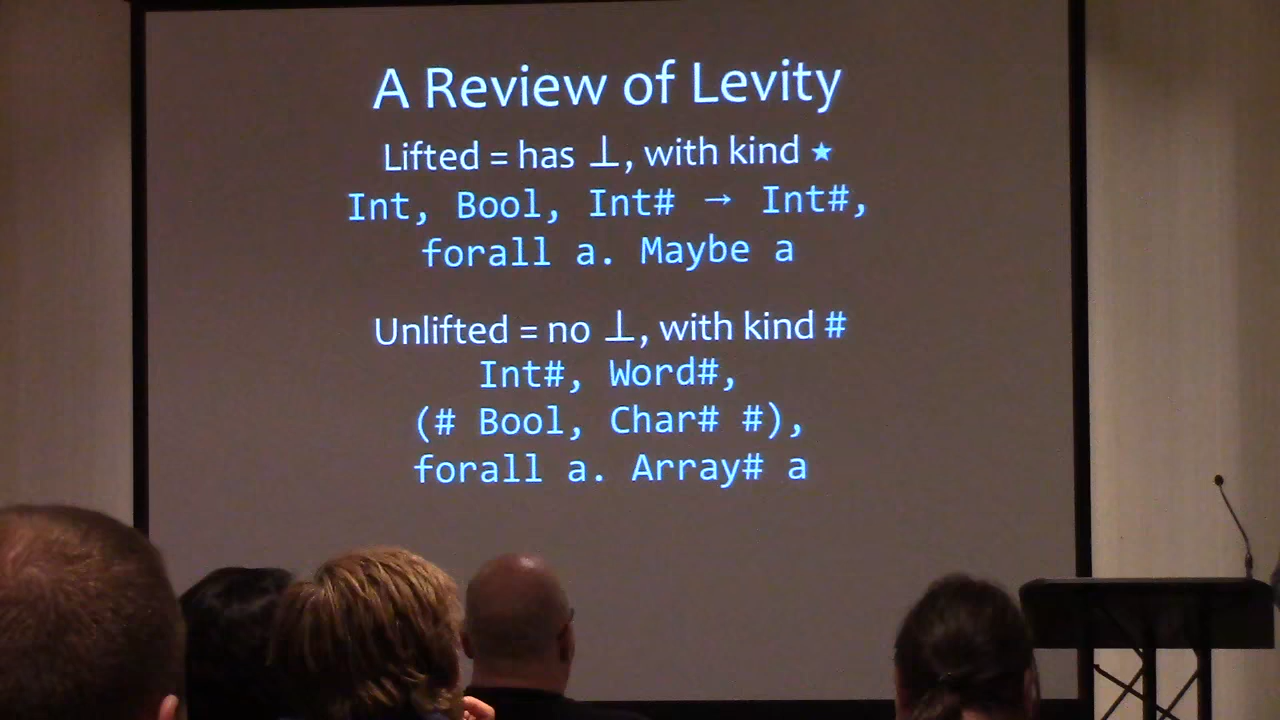 A Review of Levity
Lifted = has ⊥, with kind ★
Int, Bool, Int# → Int#,
forall a. Maybe a
Unlifted = no ⊥, with kind #
Int#, Word#,
(# Bool, Char# #),
forall a. Array# a